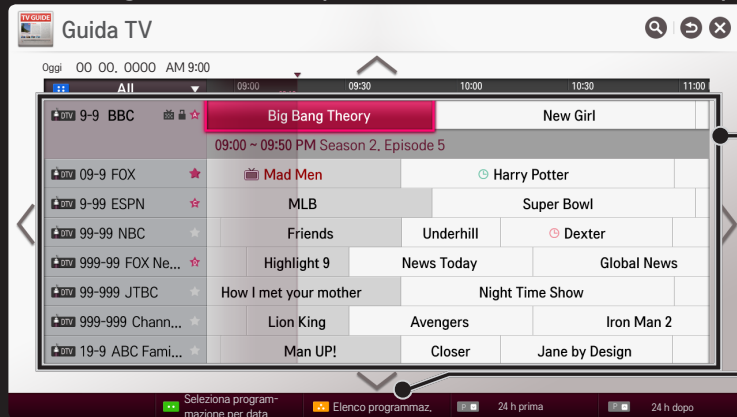 TV GUIDE
Guida TV
Oggi 00 00, 0000 AM 9:00
All 09:00 09:30 10:00 10:30 11:00
DTV 9-9 BBC Big Bang Theory New Girl
09:00 ~ 09:50 PM Season 2, Episode 5
DTV 09-9 FOX Mad Men Harry Potter
DTV 9-99 ESPN MLB Super Bowl
DTV 99-99 NBC Friends Underhill Dexter
DTV 999-99 FOX Ne... Highlight 9 News Today Global News
DTV 99-999 JTBC How I met your mother Night Time Show
DTV 999-999 Chann... Lion King Avengers Iron Man 2
DTV 19-9 ABC Fami... Man UP! Closer Jane by Design
Seleziona program-
mazione per data Elenco programmaz. P 24 h prima P 24 h dopo